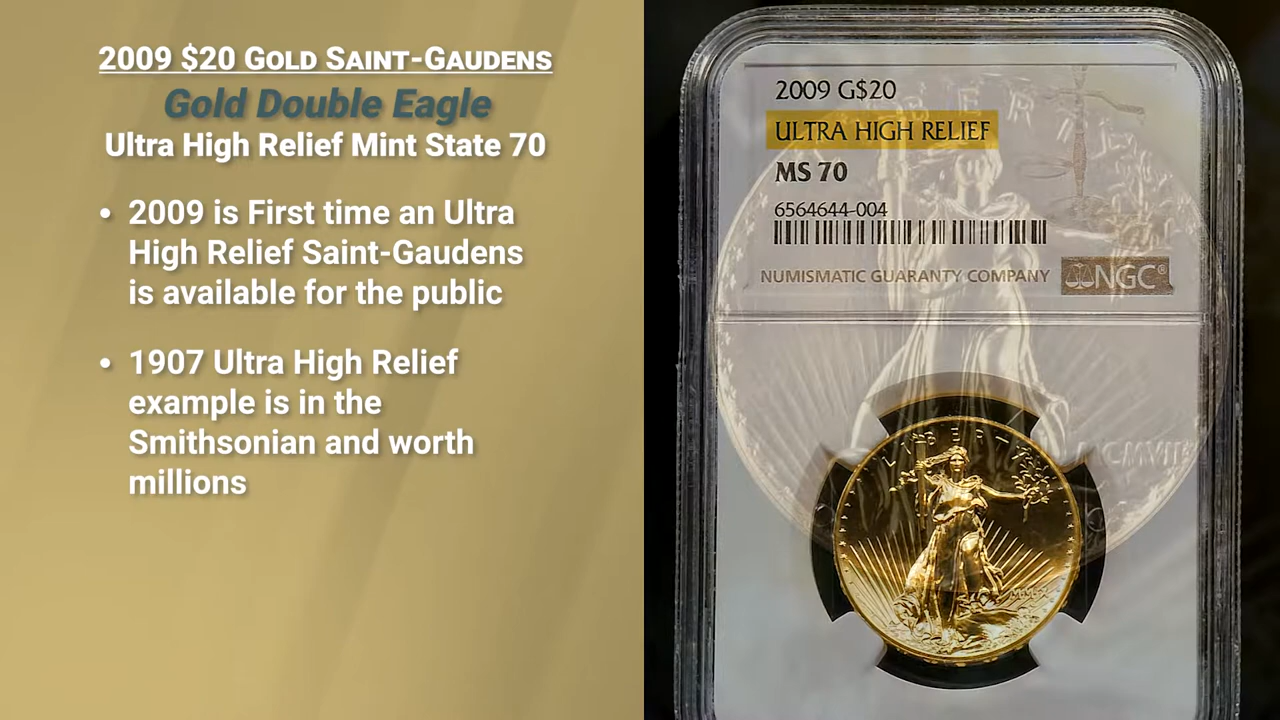 2009 $20 GOLD SAINT-GAUDENS
Gold Double Eagle
Ultra High Relief Mint State 70
• 2009 is First time an Ultra
High Relief Saint-Gaudens
is available for the public
• 1907 Ultra High Relief
example is in the
Smithsonian and worth
millions
2009 G$20
ULTRA HIGH RELIEF
MS 70
6564644-004
NUMISMATIC GUARANTY COMPANY NGC®